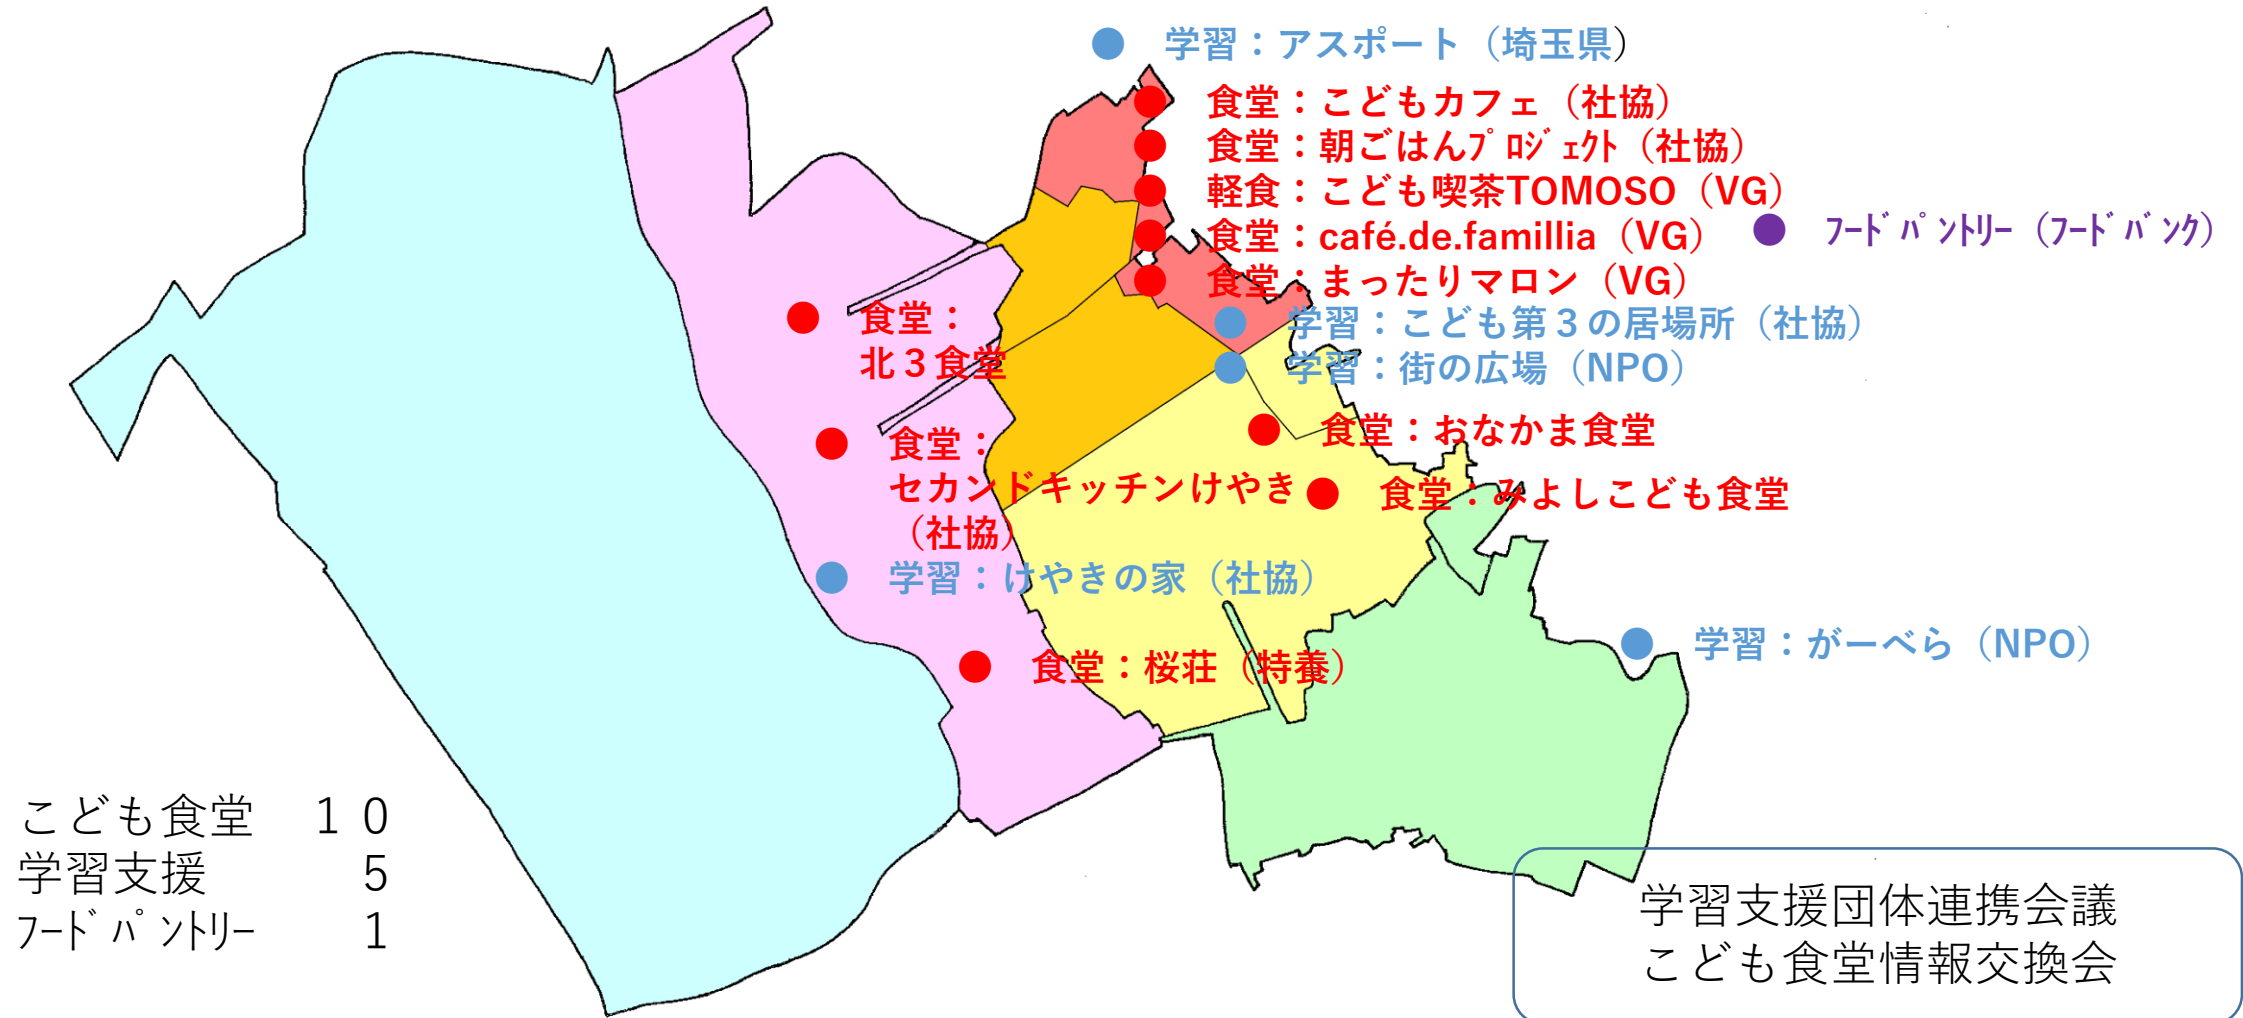 学習：アスポート（埼玉県）
食堂：こどもカフェ（社協）
食堂：朝ごはんﾌﾟﾛｼﾞｪｸﾄ（社協）
軽食：こども喫茶TOMOSO（VG）
食堂：café.de.famillia（VG）
ﾌｰﾄﾞﾊﾟﾝﾄﾘｰ（ﾌｰﾄﾞﾊﾞﾝｸ）
食堂：まったりマロン（VG）
学習：こども第３の居場所（社協）
学習：街の広場（NPO）
食堂：
北３食堂
食堂：おなかま食堂
食堂：
セカンドキッチンけやき
（社協）
食堂：みよしこども食堂
学習：けやきの家（社協）
学習：がーべら（NPO）
食堂：桜荘（特養）
こども食堂　１０
学習支援　5
ﾌｰﾄﾞﾊﾟﾝﾄﾘｰ　1
学習支援団体連携会議
こども食堂情報交換会